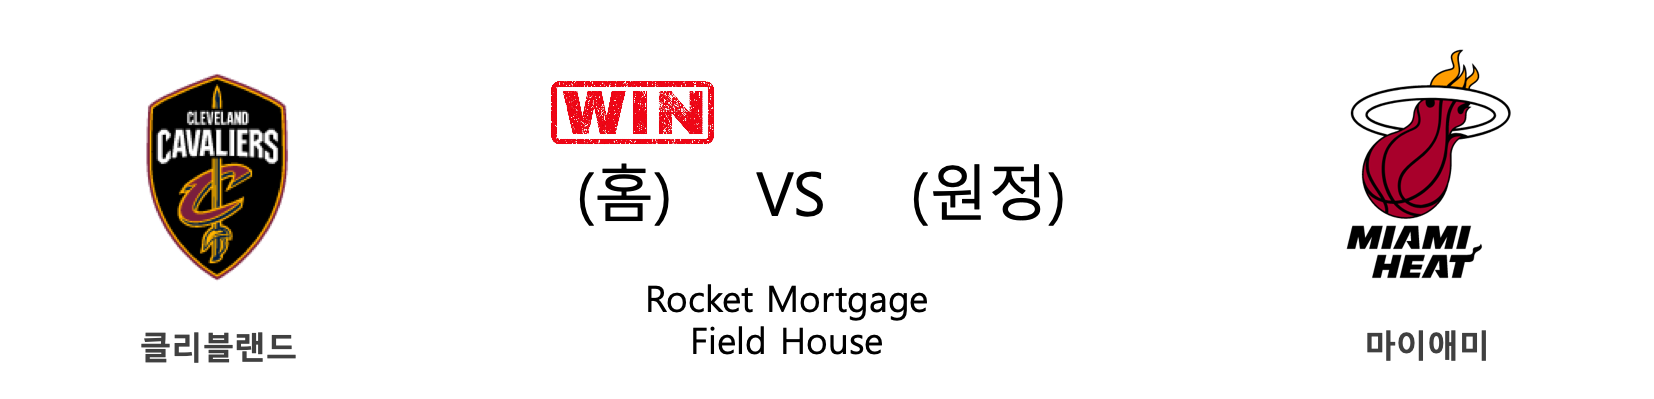 CLEVELAND
CAVALIERS
클리블랜드
WIN
(홈) VS (원정)
Rocket Mortgage
Field House
MIAMI
HEAT
마이애미